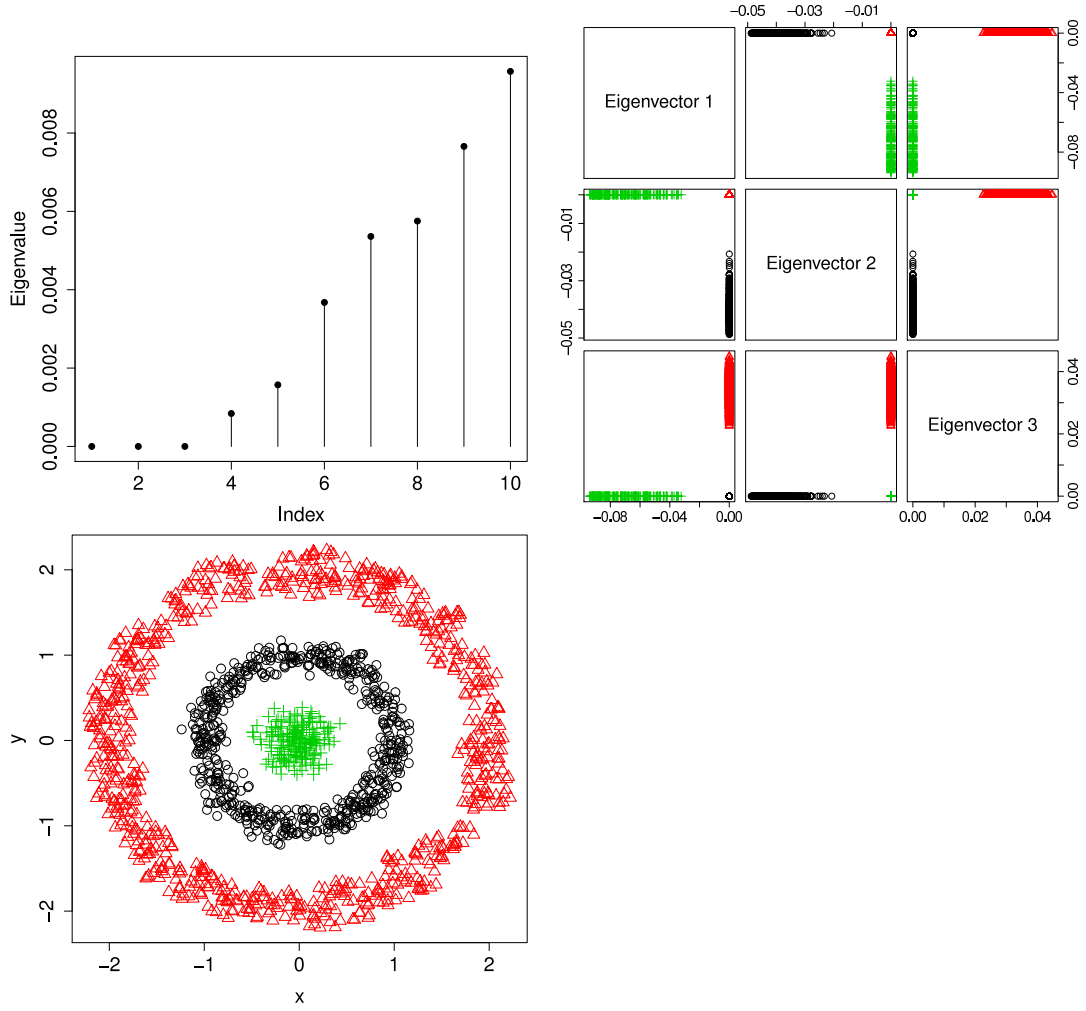 −0.05 −0.03 −0.01
Eigenvalue
0.000 0.002 0.004 0.006 0.008
2 4 6 8 10
Index
Eigenvector 1
−0.08 −0.04 0.00
−0.05 −0.03 −0.01
Eigenvector 2
Eigenvector 3
0.00 0.02 0.04
−0.08 −0.04 0.00
0.00 0.02 0.04
y
−2 −1 0 1 2
−2 −1 0 1 2
x